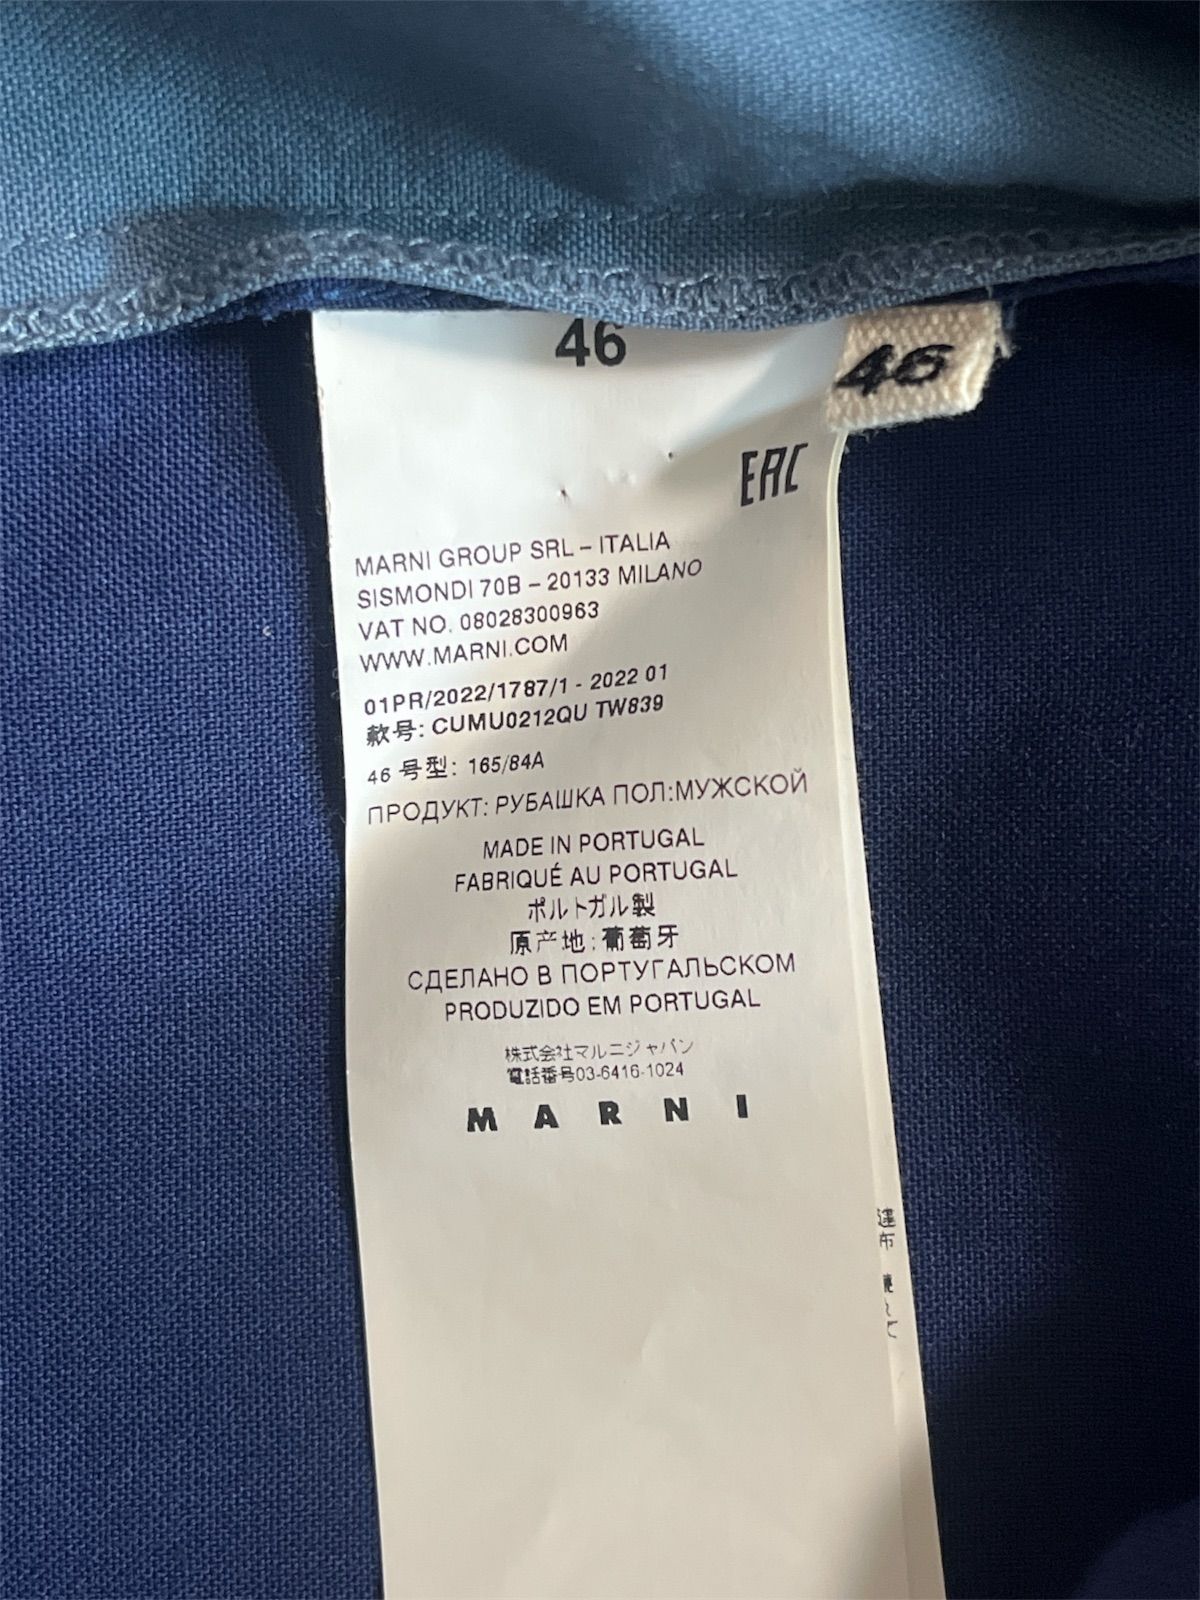 46
46
EAC
MARNI GROUP SRL – ITALIA
SISMONDI 70B – 20133 MILANO
VAT NO. 08028300963
WWW.MARNI.COM
01PR/2022/1787/1 - 2022 01
款号: CUMU0212QU TW839
46 号型: 165/84A
ПРОДУКТ: РУБАШКА ПОЛ:МУЖСКОЙ
MADE IN PORTUGAL
FABRIQUÉ AU PORTUGAL
ポルトガル製
原产地: 葡萄牙
СДЕЛАНО В ПОРТУГАЛЬСКОМ
PRODUZIDO EM PORTUGAL
株式会社マルニジャパン
電話番号03-6416-1024
MARNI